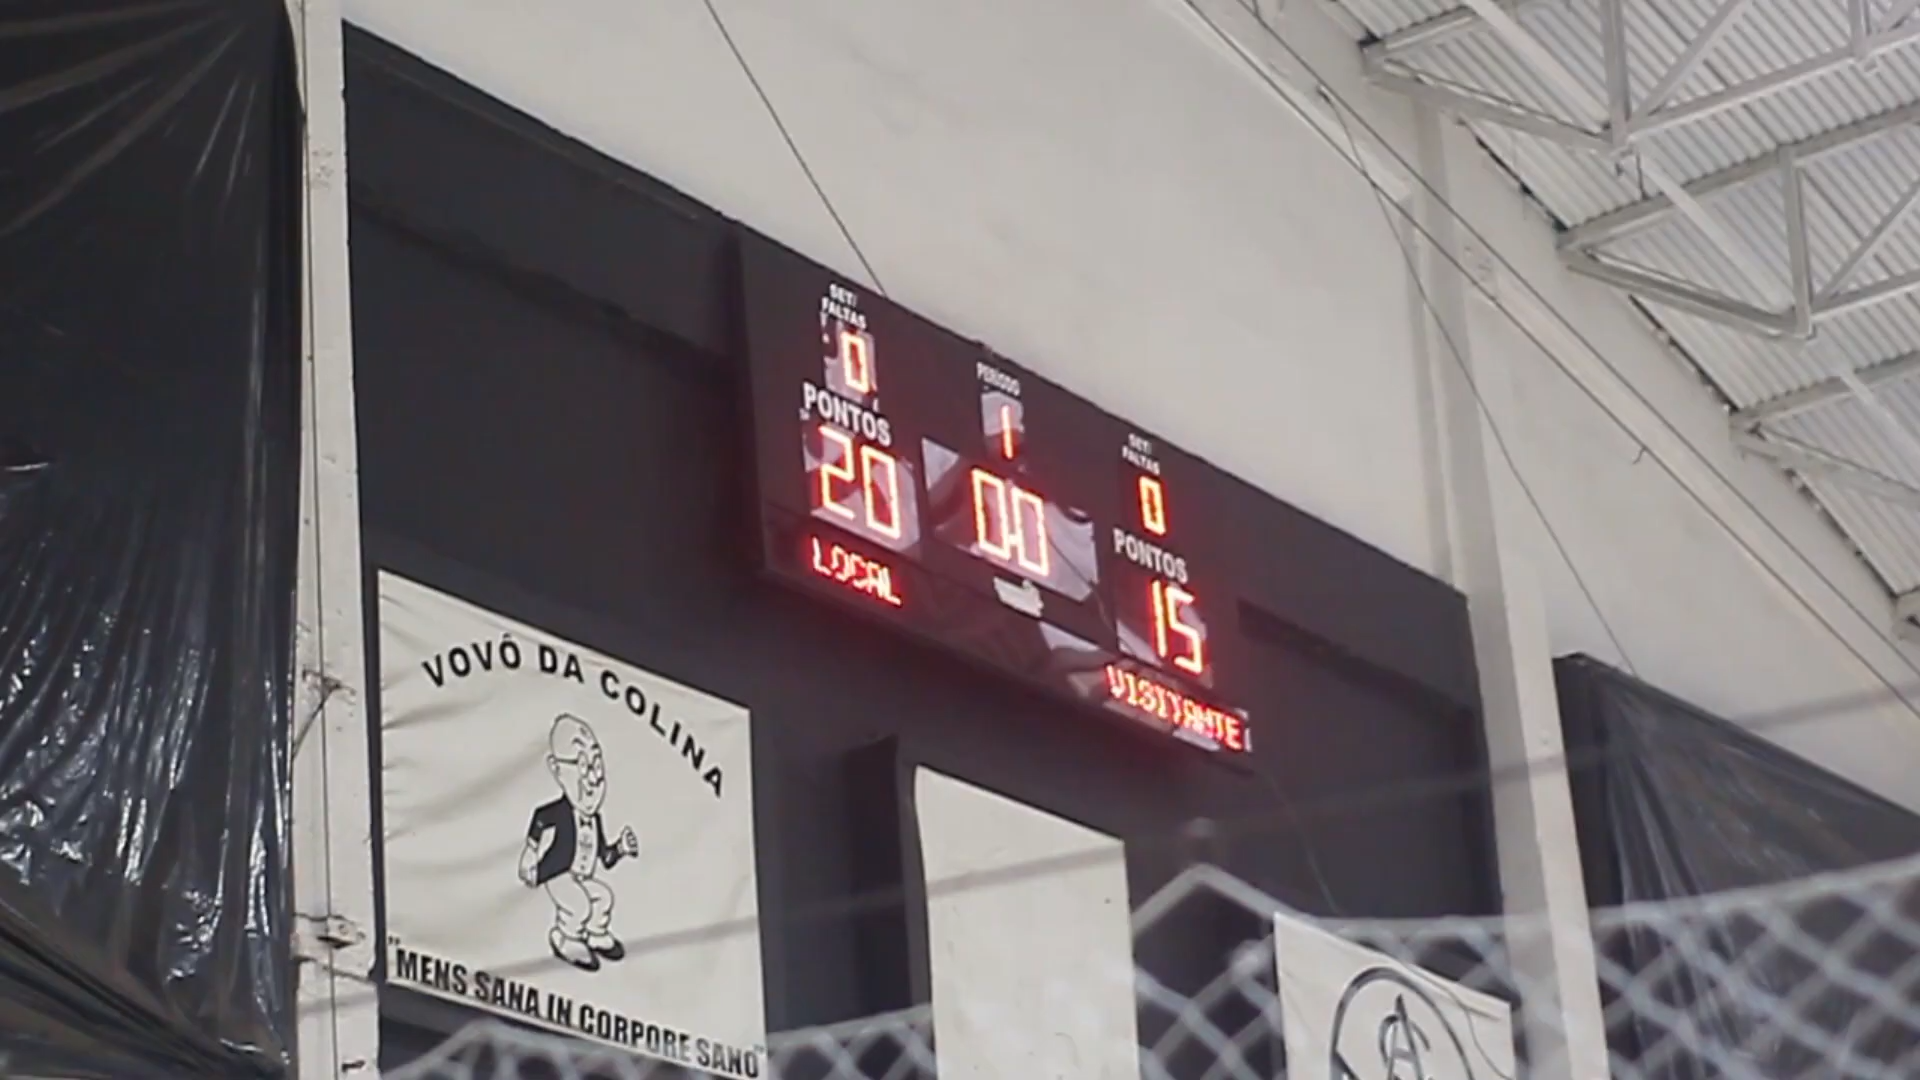 SET/
FALTAS
0
PONTOS
20
LOCAL
PERÍODO
1
00
SET/
FALTAS
0
PONTOS
15
VISITANTE
VOVÔ DA COLINA
"MENS SANA IN CORPORE SANO"